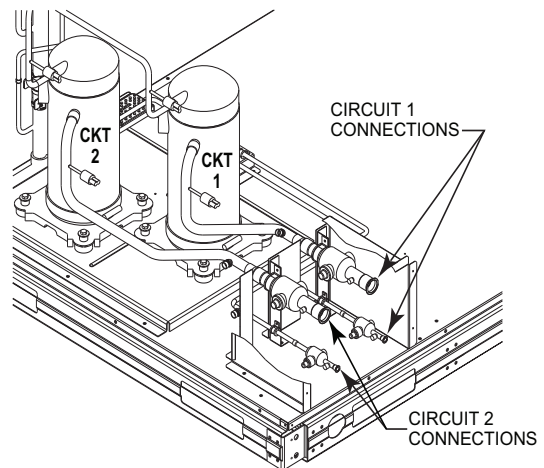 CIRCUIT 1
CONNECTIONS
CKT
2
CKT
1
CIRCUIT 2
CONNECTIONS